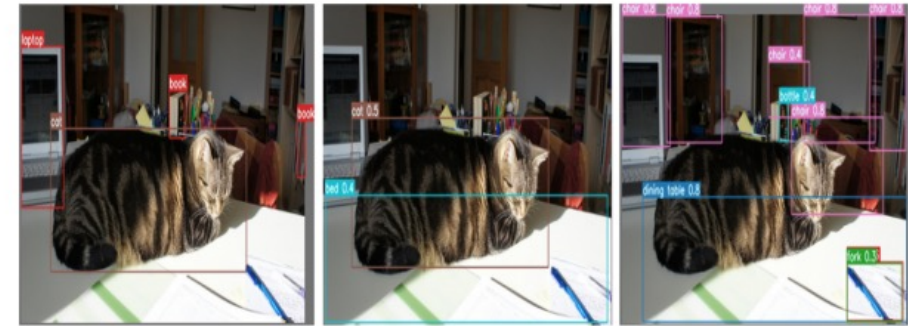 laptop
book
book
cat
cat 0.5
bed 0.4
chair 0.8
chair 0.8
chair 0.8
chair 0.8
chair 0.4
bottle 0.4
chair 0.8
dining table 0.8
fork 0.3